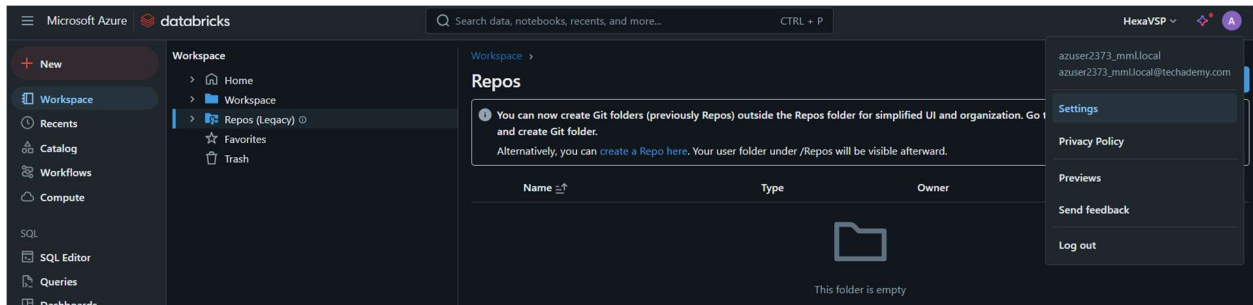 Microsoft Azure databricks
Search data, notebooks, recents, and more... CTRL + P
HexaVSP
A
New
Workspace
Recents
Catalog
Workflows
Compute
SQL
SQL Editor
Queries
Dashboards
Workspace
Home
Workspace
Repos (Legacy)
Favorites
Trash
Workspace >
Repos
You can now create Git folders (previously Repos) outside the Repos folder for simplified UI and organization. Go
and create Git folder.
Alternatively, you can create a Repo here. Your user folder under /Repos will be visible afterward.
Name Type Owner
This folder is empty
azuser2373_mml.local
azuser2373_mml.local@techademy.com
Settings
Privacy Policy
Previews
Send feedback
Log out